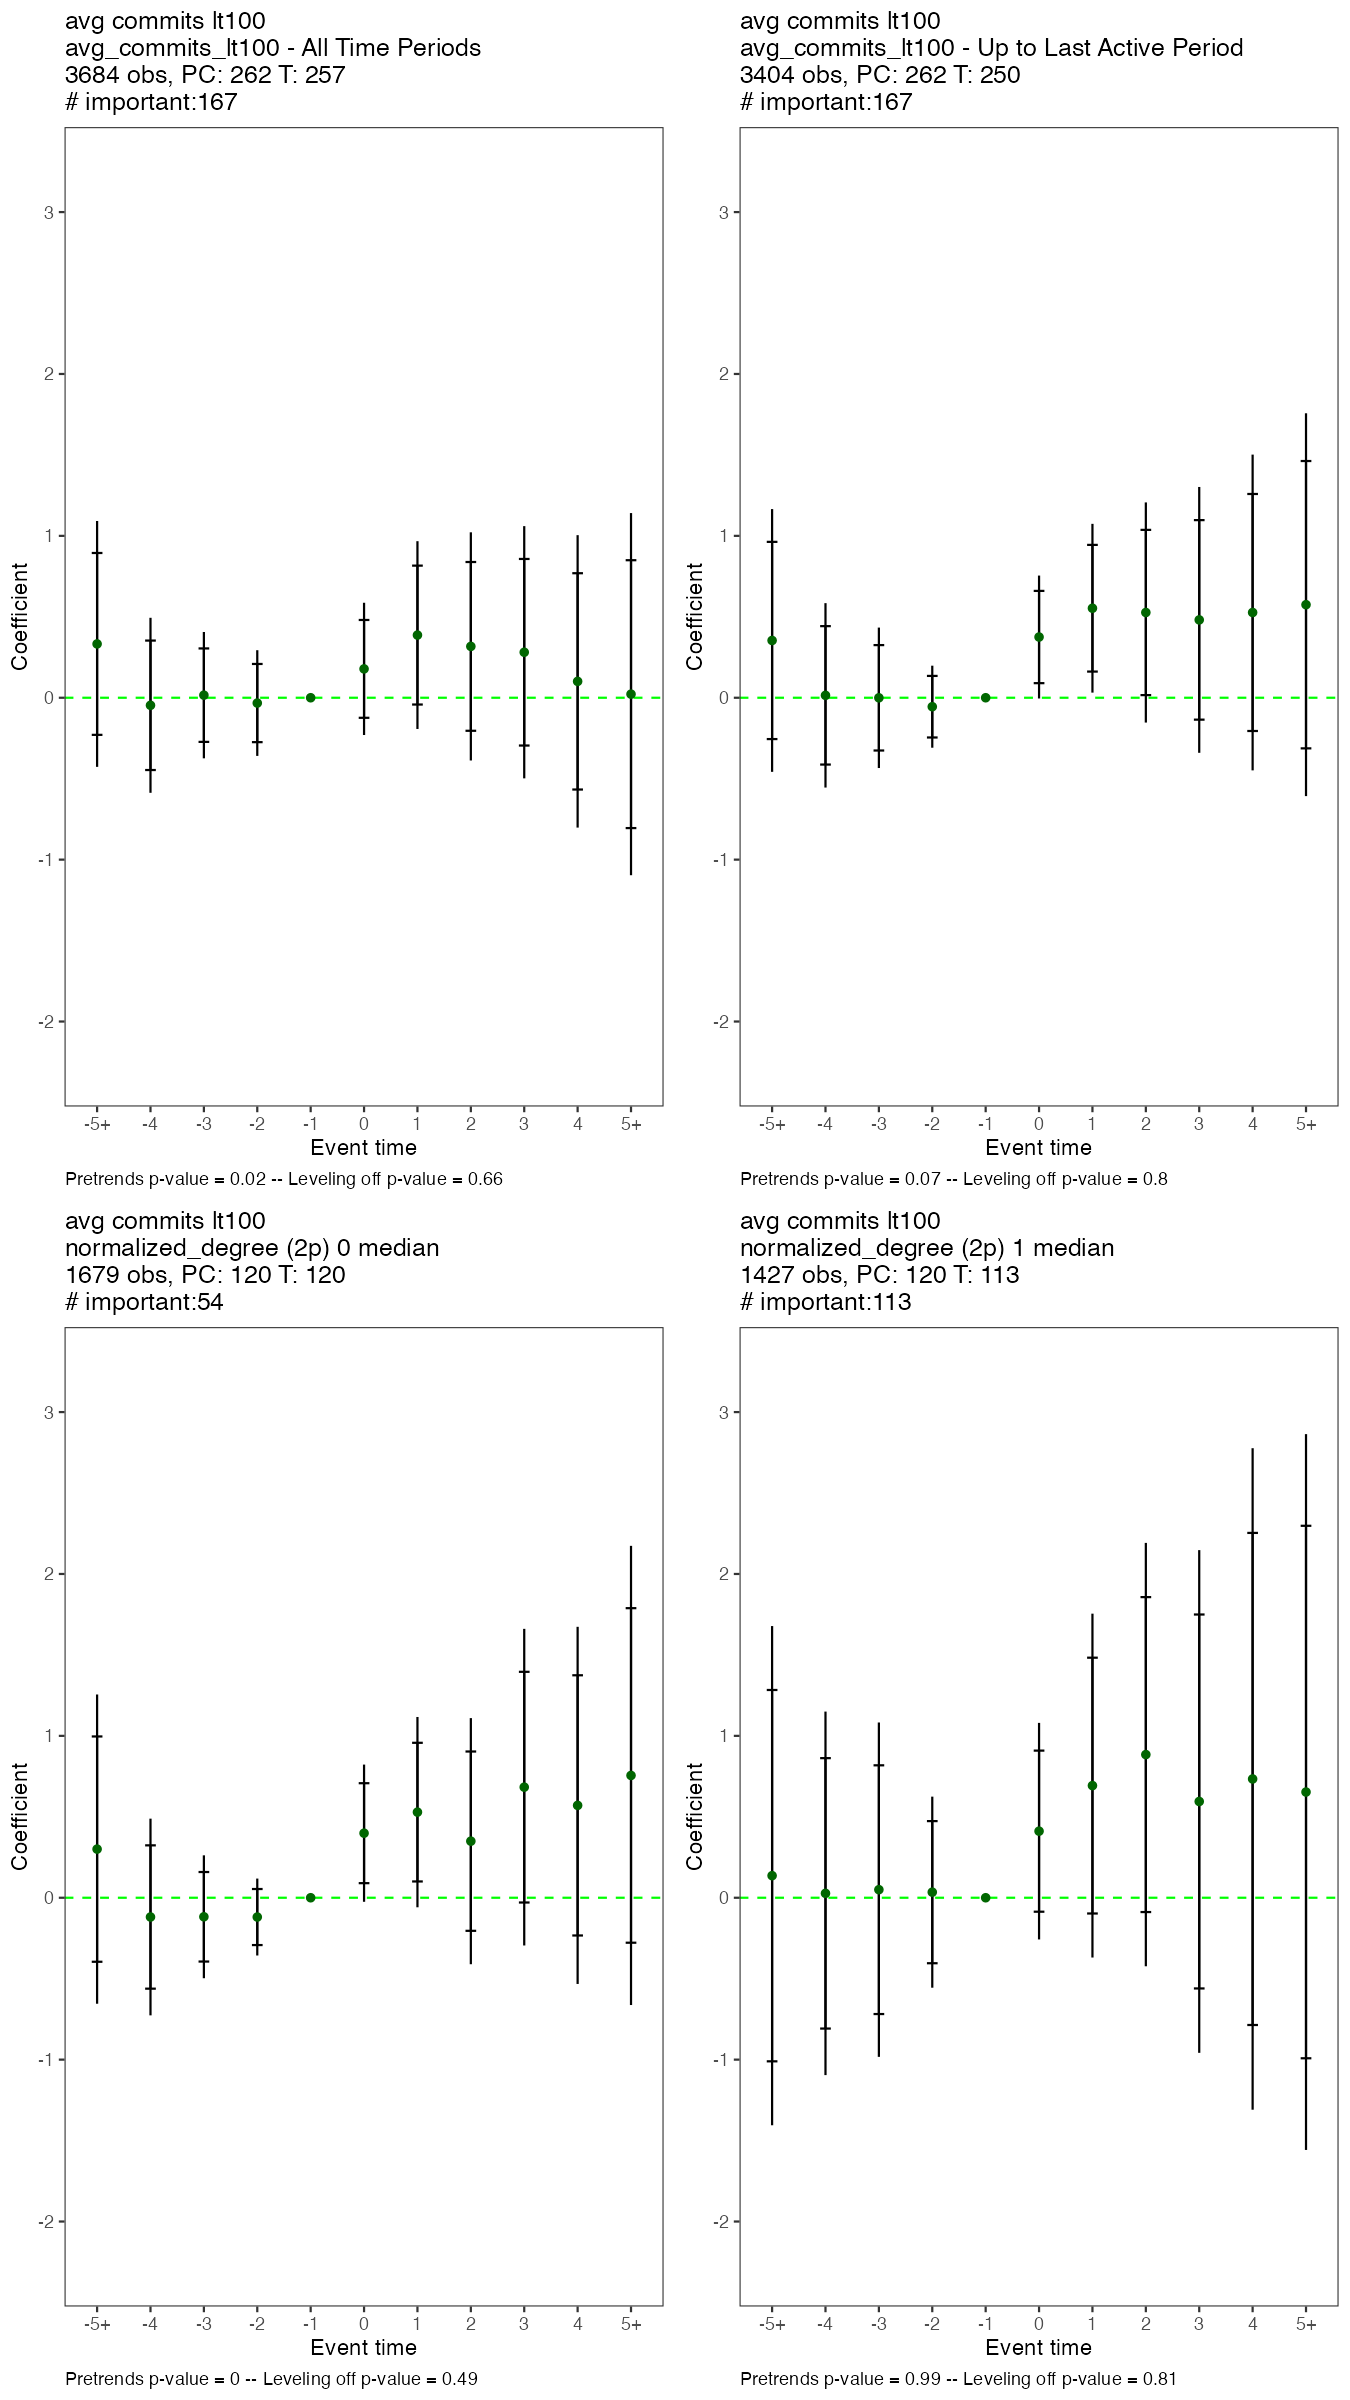 avg commits lt100
avg_commits_lt100 - All Time Periods
3684 obs, PC: 262 T: 257
# important:167
3
2
1
0
-1
-2
Coefficient
-5+ -4 -3 -2 -1 0 1 2 3 4 5+
Event time
Pretrends p-value = 0.02 -- Leveling off p-value = 0.66
avg commits lt100
avg_commits_lt100 - Up to Last Active Period
3404 obs, PC: 262 T: 250
# important:167
3
2
1
0
-1
-2
Coefficient
-5+ -4 -3 -2 -1 0 1 2 3 4 5+
Event time
Pretrends p-value = 0.07 -- Leveling off p-value = 0.8
avg commits lt100
normalized_degree (2p) 0 median
1679 obs, PC: 120 T: 120
# important:54
3
2
1
0
-1
-2
Coefficient
-5+ -4 -3 -2 -1 0 1 2 3 4 5+
Event time
Pretrends p-value = 0 -- Leveling off p-value = 0.49
avg commits lt100
normalized_degree (2p) 1 median
1427 obs, PC: 120 T: 113
# important:113
3
2
1
0
-1
-2
Coefficient
-5+ -4 -3 -2 -1 0 1 2 3 4 5+
Event time
Pretrends p-value = 0.99 -- Leveling off p-value = 0.81